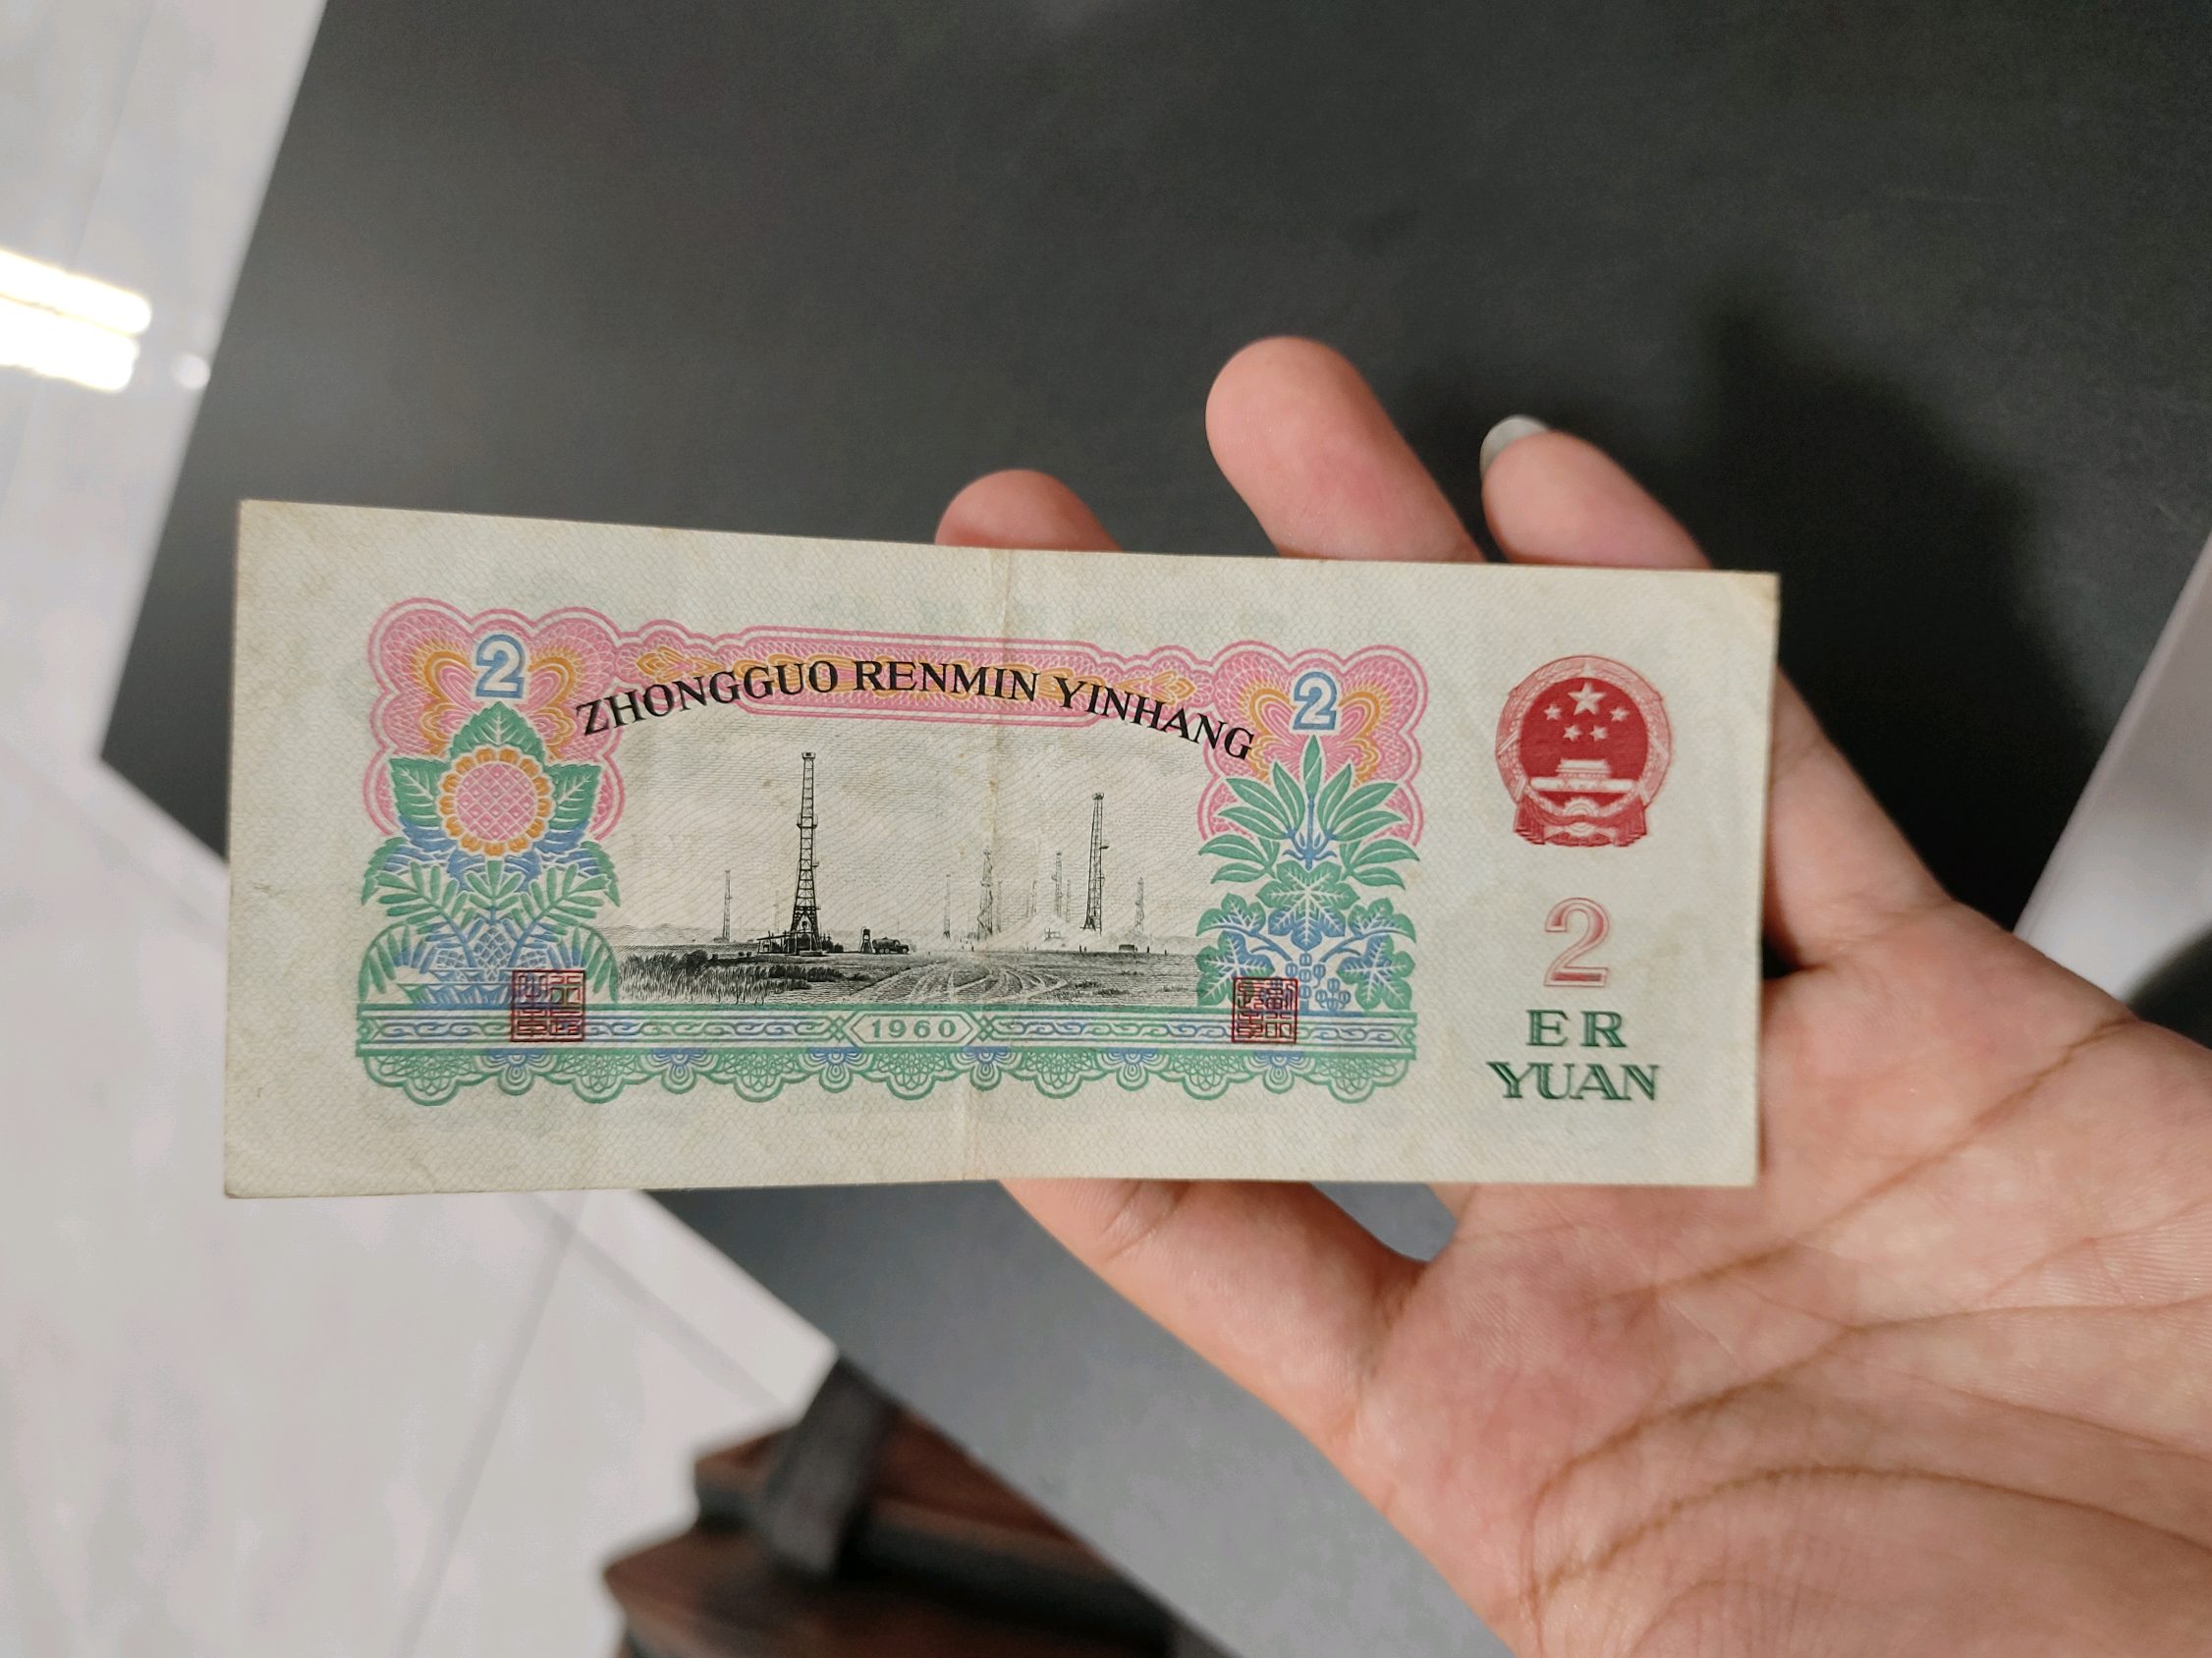 2
2
ZHONGGUO RENMIN YINHANG
1960
2
ER
YUAN